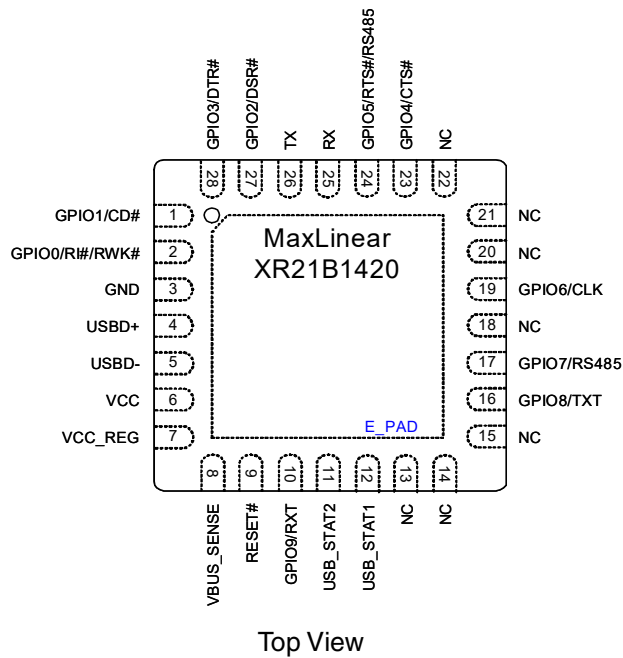 GPIO3/DTR#
GPIO2/DSR#
TX
RX
GPIO5/RTS#/RS485
GPIO4/CTS#
NC
28
27
26
25
24
23
22
GPIO1/CD#
1
MaxLinear
XR21B1420
21
NC
GPIO0/RI#/RWK#
2
20
NC
GND
3
19
GPIO6/CLK
USBD+
4
18
NC
USBD-
5
17
GPIO7/RS485
VCC
6
16
GPIO8/TXT
VCC_REG
7
E_PAD
15
NC
8
9
10
11
12
13
14
VBUS_SENSE
RESET#
GPIO9/RXT
USB_STAT2
USB_STAT1
NC
NC
Top View